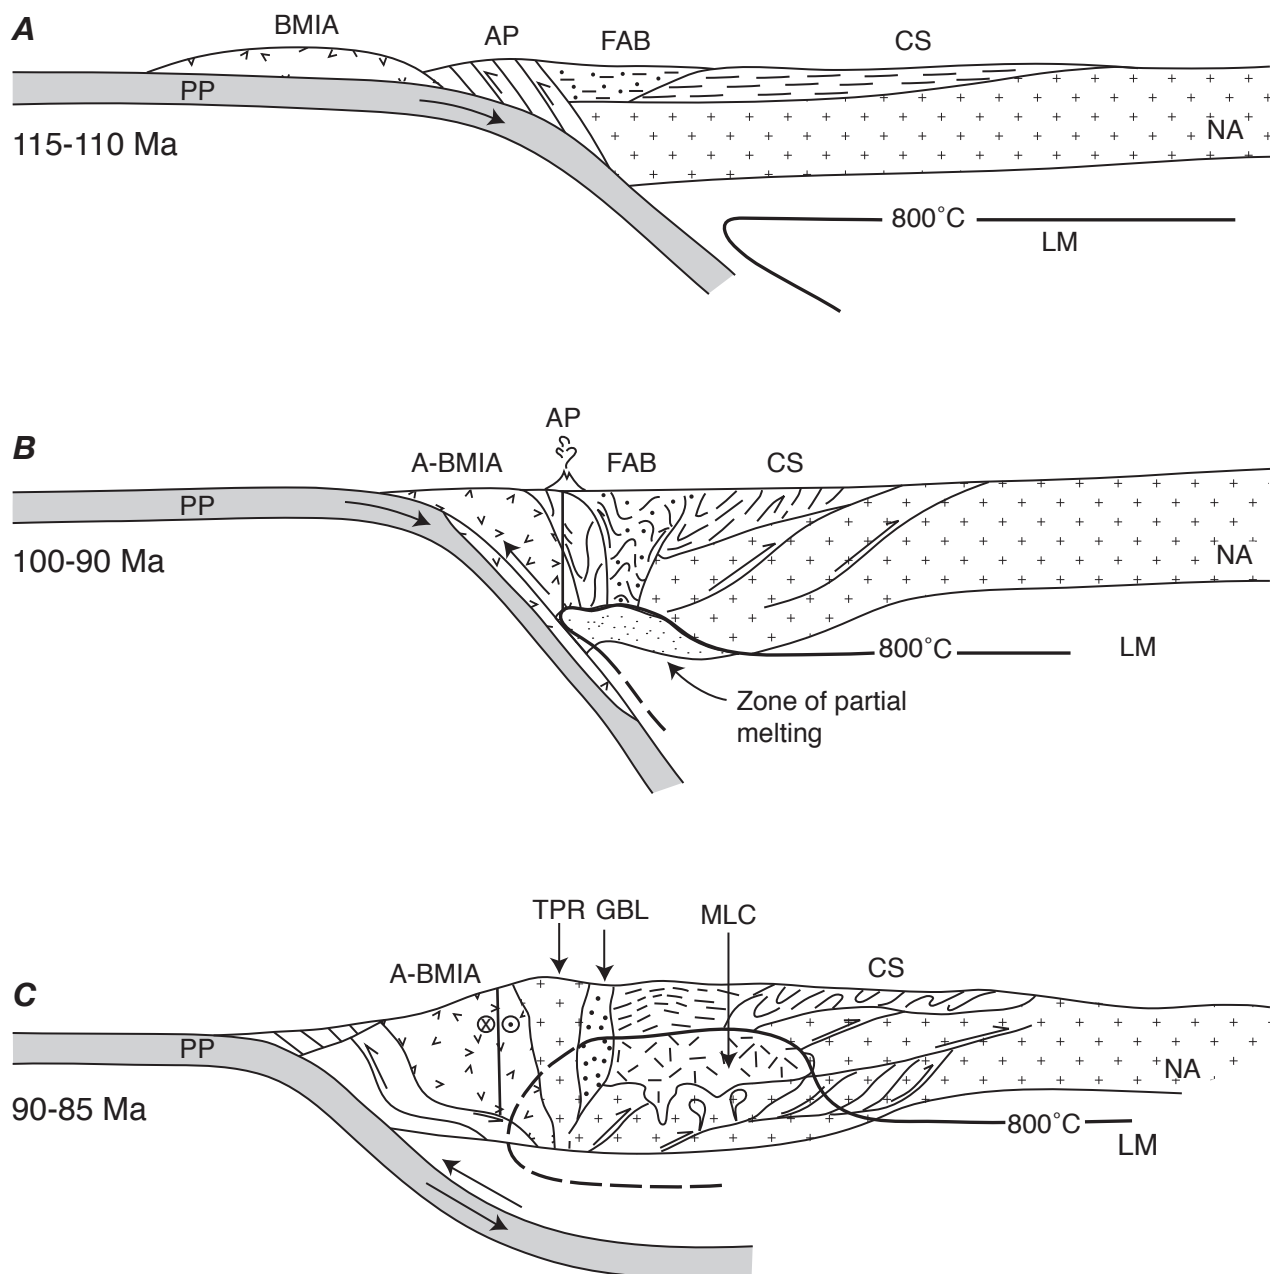 A
BMIA
AP
FAB
CS
PP
NA
115-110 Ma
800°C
LM
AP
B
A-BMIA
FAB
CS
PP
NA
100-90 Ma
800°C
LM
Zone of partial
melting
TPR GBL
MLC
A-BMIA
CS
C
PP
NA
90-85 Ma
800°C
LM